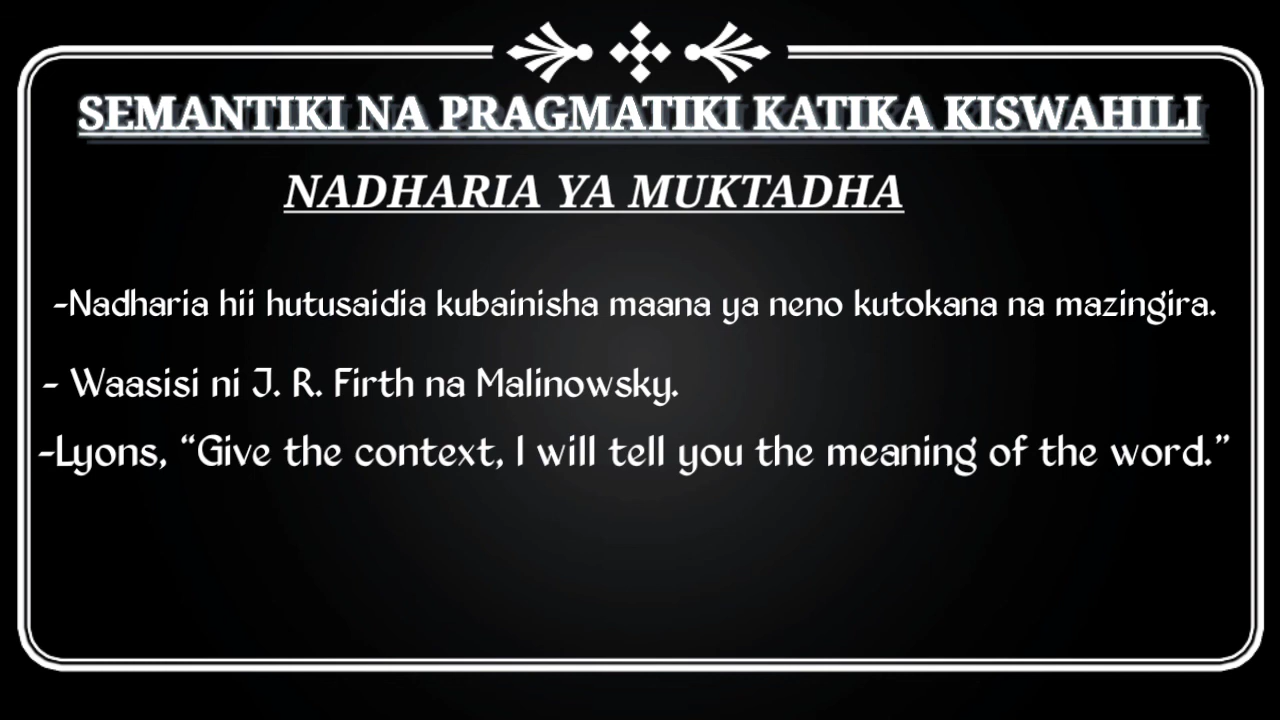 SEMANTIKI NA PRAGMATIKI KATIKA KISWAHILI
NADHARIA YA MUKTADHA
-Nadharia hii hutusaidia kubainisha maana ya neno kutokana na mazingira.
- Waasisi ni J. R. Firth na Malinowsky.
-Lyons, “Give the context, I will tell you the meaning of the word.”